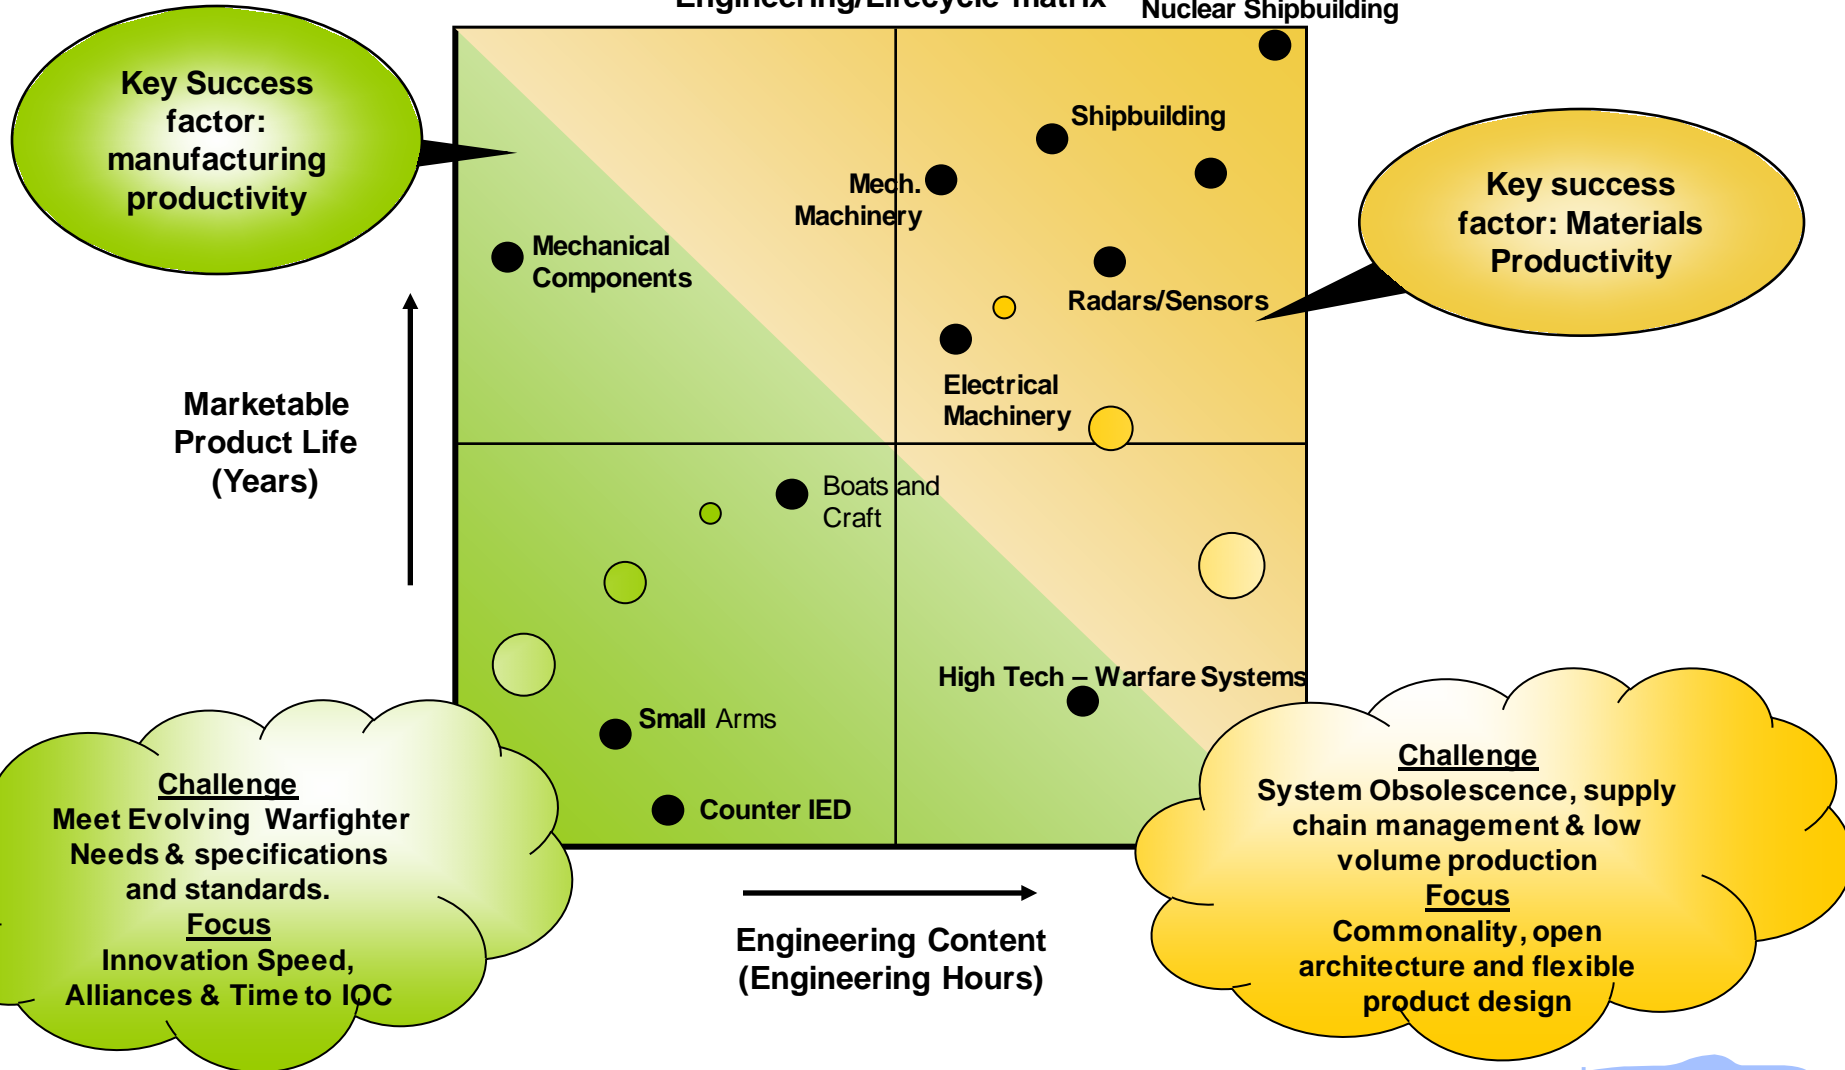 Engineering/Lifecycle matrix
Nuclear Shipbuilding
Key Success
factor:
manufacturing
productivity
Shipbuilding
Mech.
Machinery
Key success
factor: Materials
Productivity
Mechanical
Components
Radars/Sensors
Electrical
Machinery
Marketable
Product Life
(Years)
Boats and
Craft
High Tech – Warfare Systems
Small Arms
Counter IED
Challenge
Meet Evolving Warfighter
Needs & specifications
and standards.
Focus
Innovation Speed,
Alliances & Time to IOC
Challenge
System Obsolescence, supply
chain management & low
volume production
Focus
Commonality, open
architecture and flexible
product design
Engineering Content
(Engineering Hours)